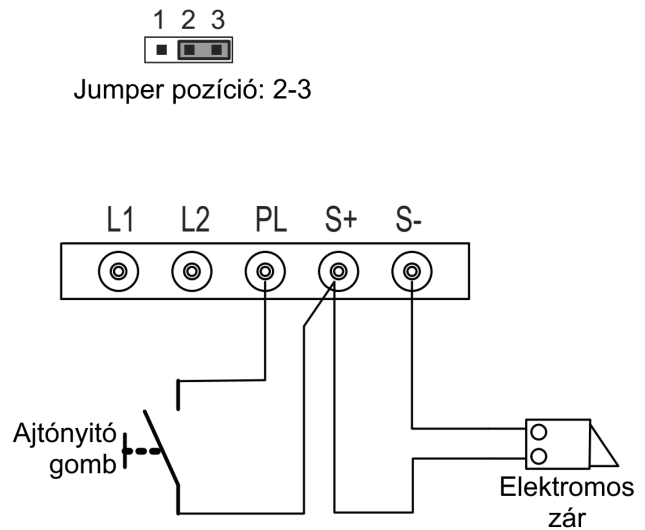 1 2 3
Jumper pozíció: 2-3
L1 L2 PL S+ S-
Ajtónyitó
gomb
Elektromos
zár